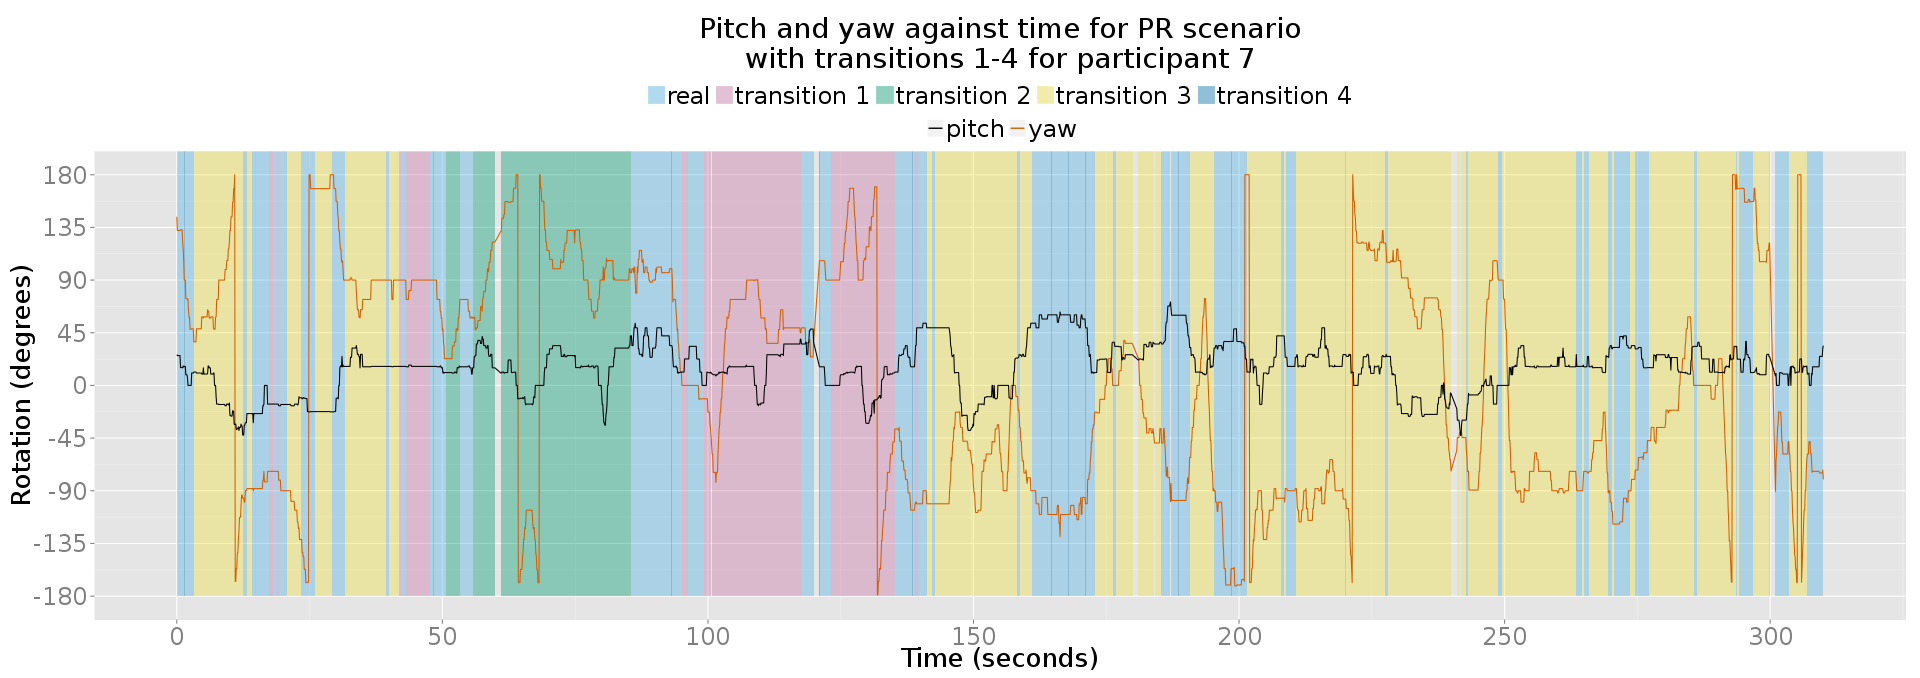 Pitch and yaw against time for PR scenario
with transitions 1-4 for participant 7
real transition 1 transition 2 transition 3 transition 4
pitch yaw
180
135
90
45
0
-45
-90
-135
-180
Rotation (degrees)
0 50 100 150 200 250 300
Time (seconds)